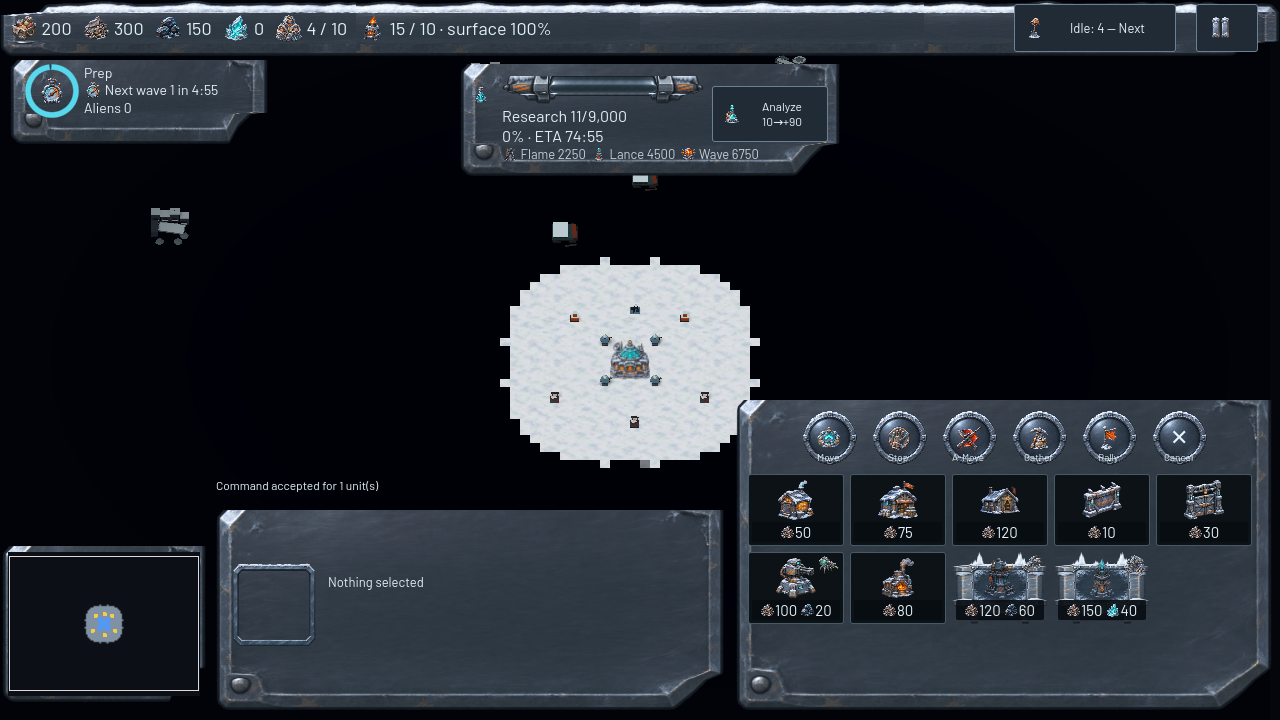 200 300 150 0 4 / 10 15 / 10 · surface 100%
Idle: 4 — Next
Prep
Next wave 1 in 4:55
Aliens 0
Research 11/9,000
0% · ETA 74:55
Flame 2250 Lance 4500 Wave 6750
Analyze
10→+90
Move Stop A-Move Gather Rally Cancel
50 75 120 10 30
100 20 80 120 60 150 40
Command accepted for 1 unit(s)
Nothing selected